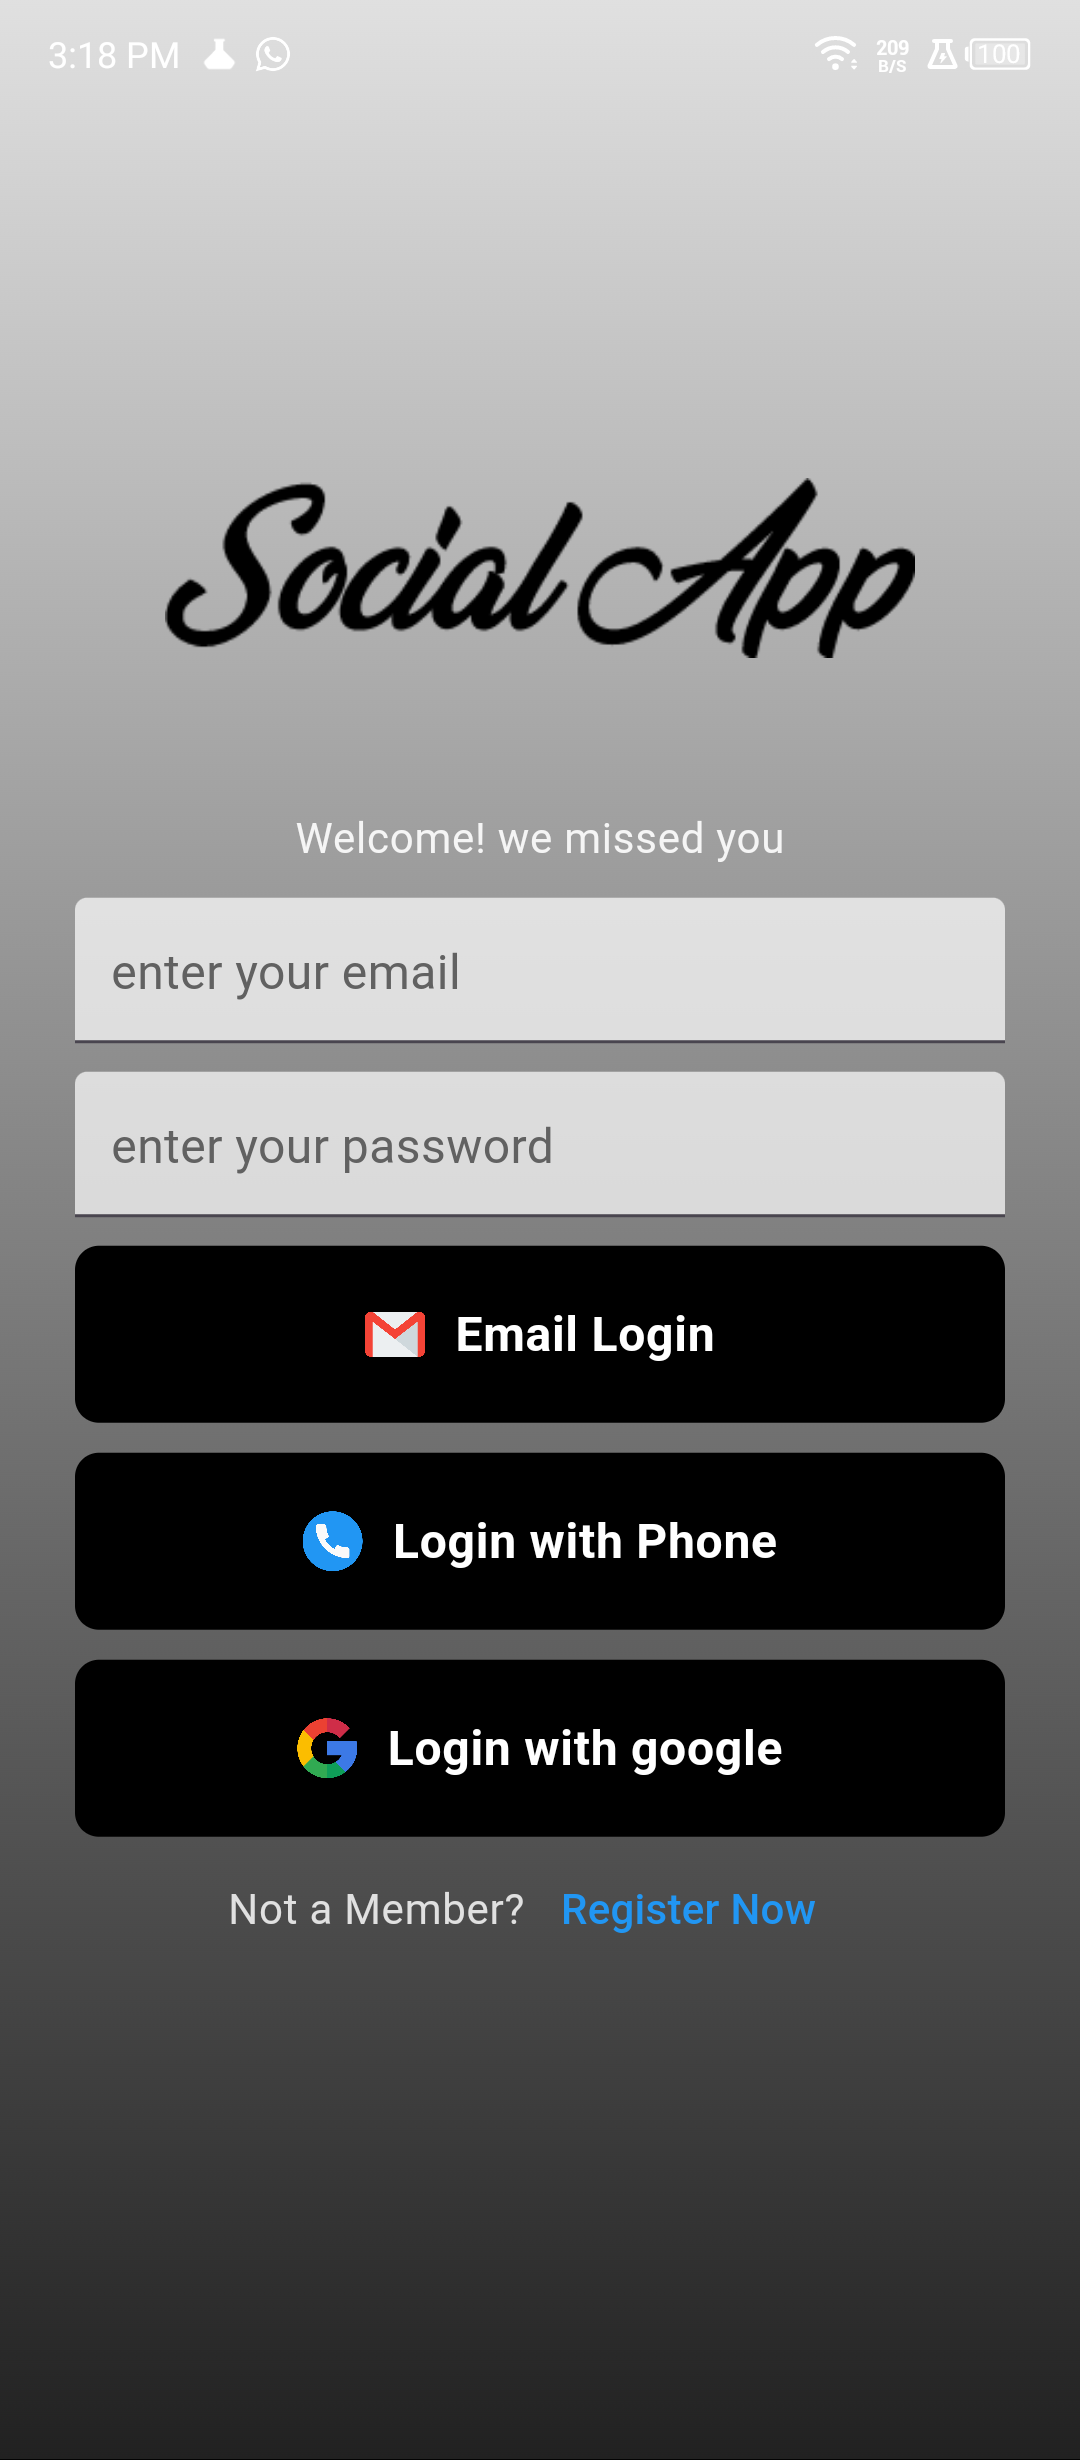 3:18 PM 209 B/S 100
Social App
Welcome! we missed you
enter your email
enter your password
Email Login
Login with Phone
Login with google
Not a Member? Register Now